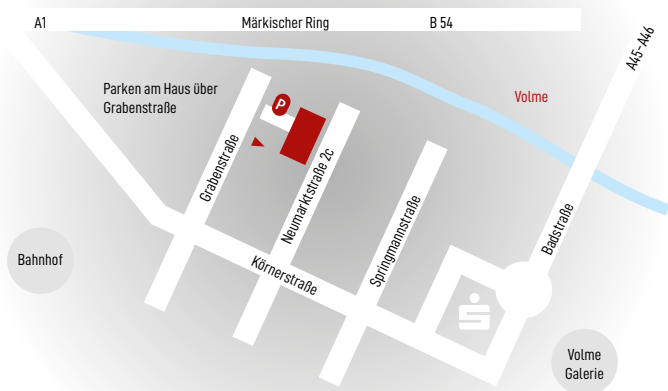 A1
Märkischer Ring
B 54
A45-A46
Parken am Haus über
Grabenstraße
P
Volme
Grabenstraße
Neumarktstraße 2c
Springmannstraße
Badstraße
Bahnhof
Körnerstraße
Volme
Galerie